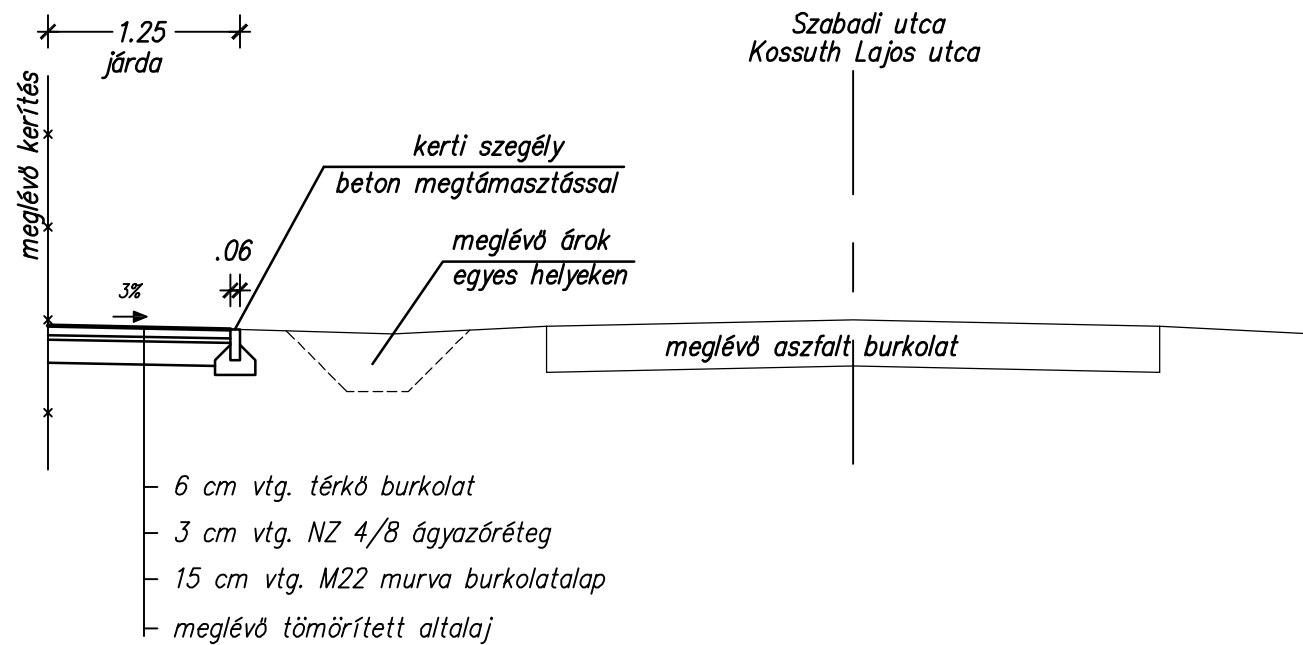 1.25
járda
Szabadi utca
Kossuth Lajos utca
meglévő kerítés
kerti szegély
beton megtámasztással
.06
meglévő árok
egyes helyeken
3%
meglévő aszfalt burkolat
6 cm vtg. térkő burkolat
3 cm vtg. NZ 4/8 ágyazóréteg
15 cm vtg. M22 murva burkolatalap
meglévő tömörített altalaj